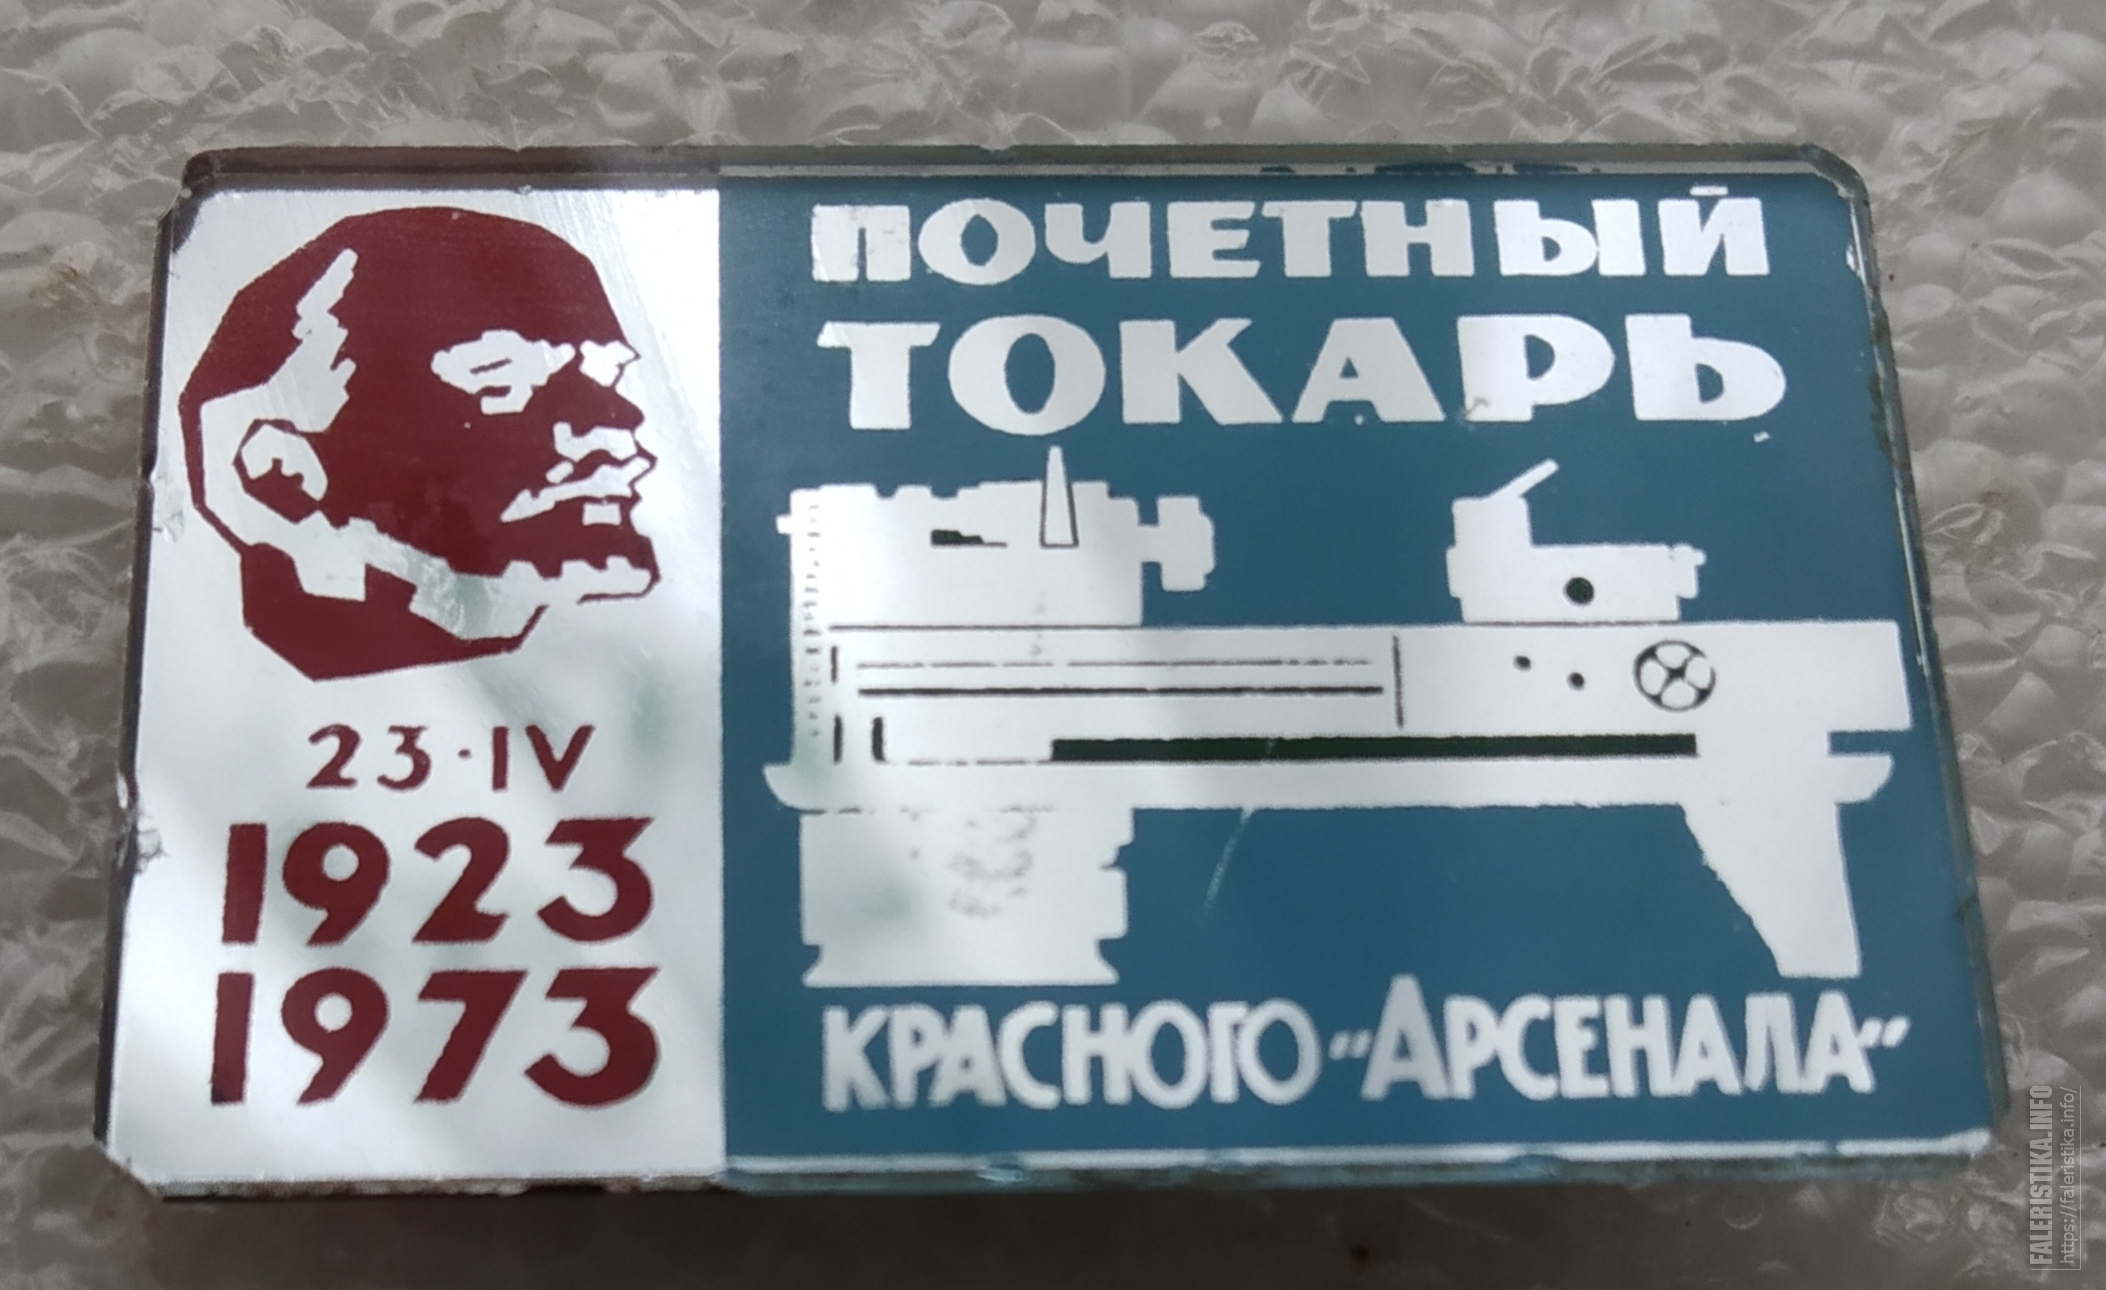 23·IV
1923
1973
ПОЧЕТНЫЙ
ТОКАРЬ
КРАСНОГО „АРСЕНАЛА"
FALERISTIKA.INFO
https://faleristika.info/